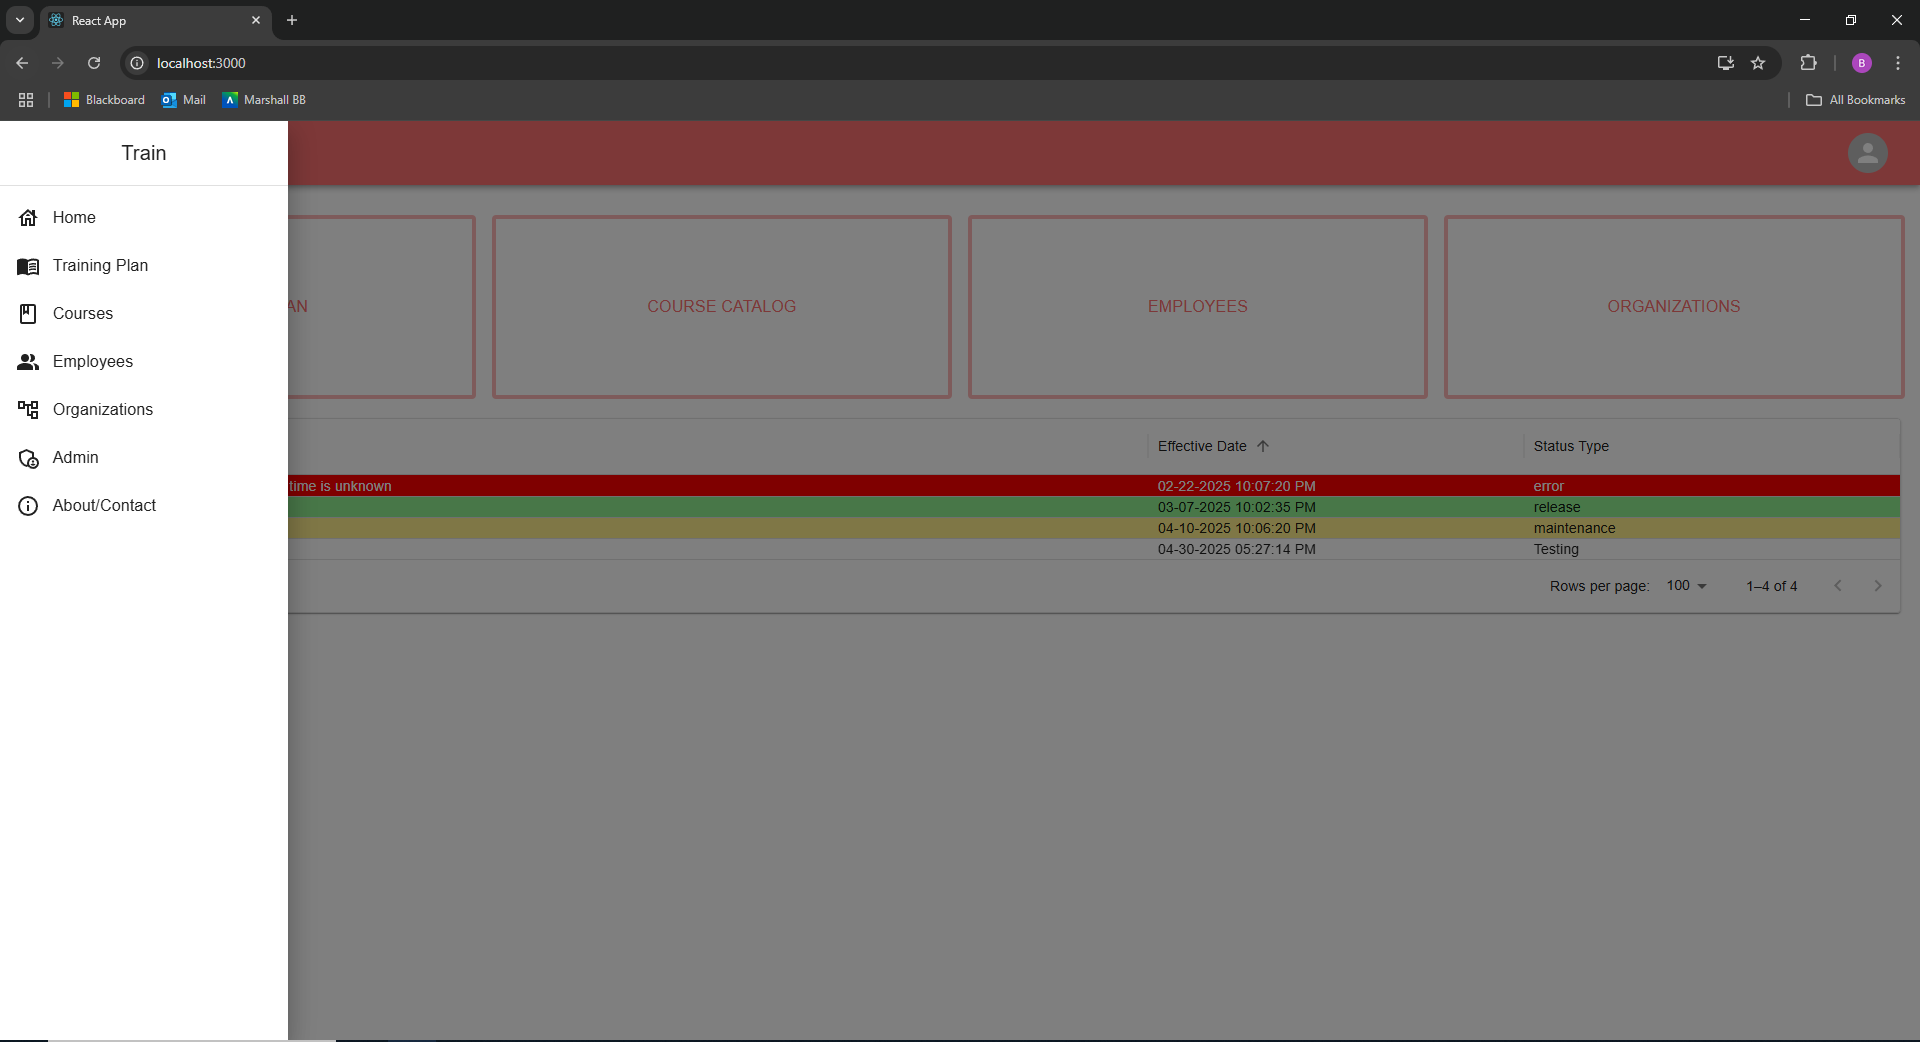 React App
localhost:3000
Blackboard Mail Marshall BB All Bookmarks
B
Train
Home
Training Plan
Courses
Employees
Organizations
Admin
About/Contact
AN
COURSE CATALOG
EMPLOYEES
ORGANIZATIONS
Effective Date Status Type
time is unknown 02-22-2025 10:07:20 PM error
03-07-2025 10:02:35 PM release
04-10-2025 10:06:20 PM maintenance
04-30-2025 05:27:14 PM Testing
Rows per page: 100 1–4 of 4